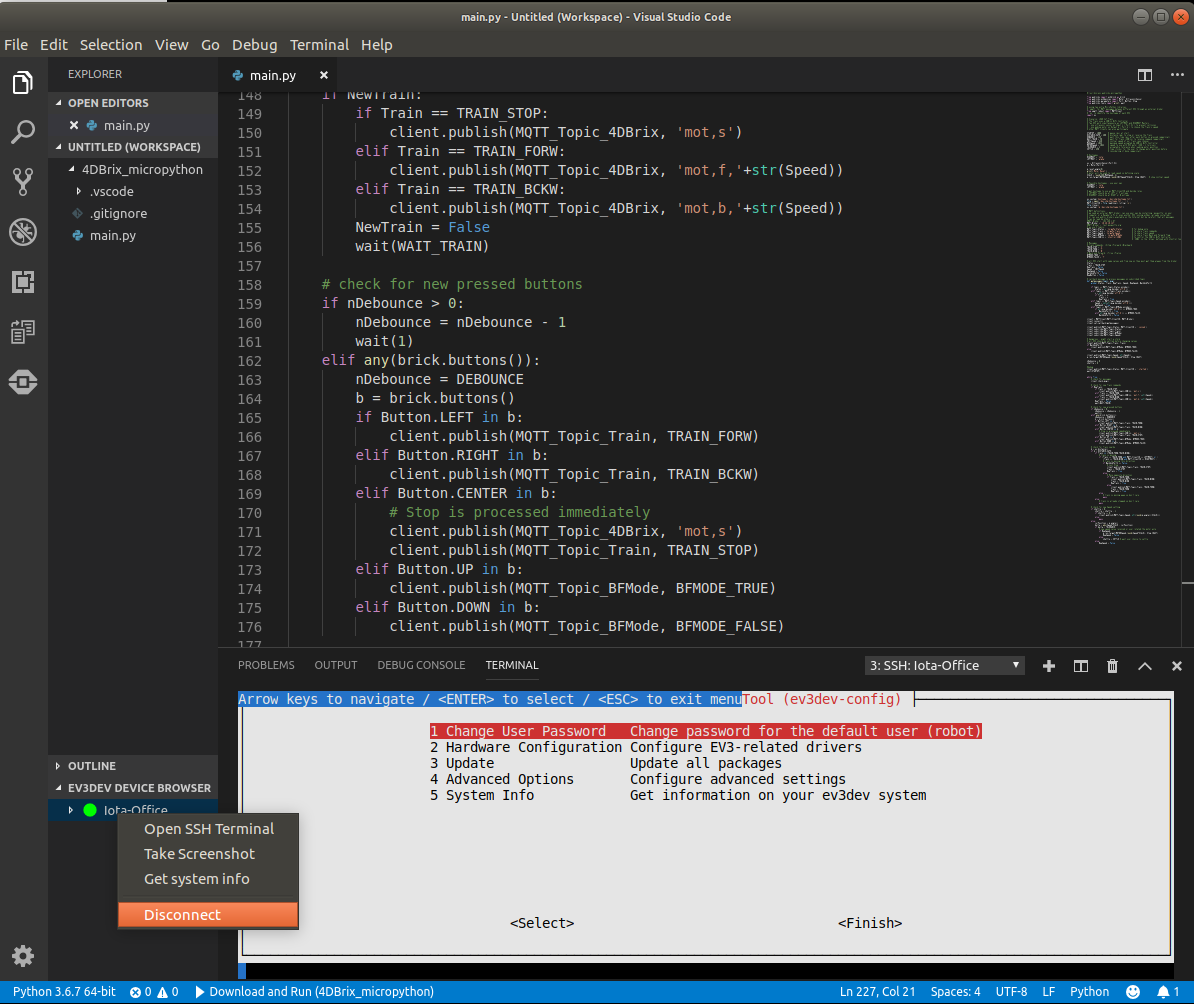 main.py - Untitled (Workspace) - Visual Studio Code
File Edit Selection View Go Debug Terminal Help
EXPLORER
OPEN EDITORS
main.py
UNTITLED (WORKSPACE)
4DBrix_micropython
.vscode
.gitignore
main.py
OUTLINE
EV3DEV DEVICE BROWSER
Iota-Office
Open SSH Terminal
Take Screenshot
Get system info
Disconnect
main.py
148 if NewTrain:
149 if Train == TRAIN_STOP:
150 client.publish(MQTT_Topic_4DBrix, 'mot,s')
151 elif Train == TRAIN_FORW:
152 client.publish(MQTT_Topic_4DBrix, 'mot,f,'+str(Speed))
153 elif Train == TRAIN_BCKW:
154 client.publish(MQTT_Topic_4DBrix, 'mot,b,'+str(Speed))
155 NewTrain = False
156 wait(WAIT_TRAIN)
157
158 # check for new pressed buttons
159 if nDebounce > 0:
160 nDebounce = nDebounce - 1
161 wait(1)
162 elif any(brick.buttons()):
163 nDebounce = DEBOUNCE
164 b = brick.buttons()
165 if Button.LEFT in b:
166 client.publish(MQTT_Topic_Train, TRAIN_FORW)
167 elif Button.RIGHT in b:
168 client.publish(MQTT_Topic_Train, TRAIN_BCKW)
169 elif Button.CENTER in b:
170 # Stop is processed immediately
171 client.publish(MQTT_Topic_4DBrix, 'mot,s')
172 client.publish(MQTT_Topic_Train, TRAIN_STOP)
173 elif Button.UP in b:
174 client.publish(MQTT_Topic_BFMode, BFMODE_TRUE)
175 elif Button.DOWN in b:
176 client.publish(MQTT_Topic_BFMode, BFMODE_FALSE)
177
PROBLEMS OUTPUT DEBUG CONSOLE TERMINAL 3: SSH: Iota-Office
Arrow keys to navigate / <ENTER> to select / <ESC> to exit menuTool (ev3dev-config)
1 Change User Password Change password for the default user (robot)
2 Hardware Configuration Configure EV3-related drivers
3 Update Update all packages
4 Advanced Options Configure advanced settings
5 System Info Get information on your ev3dev system
<Select> <Finish>
Python 3.6.7 64-bit 0 0 Download and Run (4DBrix_micropython) Ln 227, Col 21 Spaces: 4 UTF-8 LF Python 1